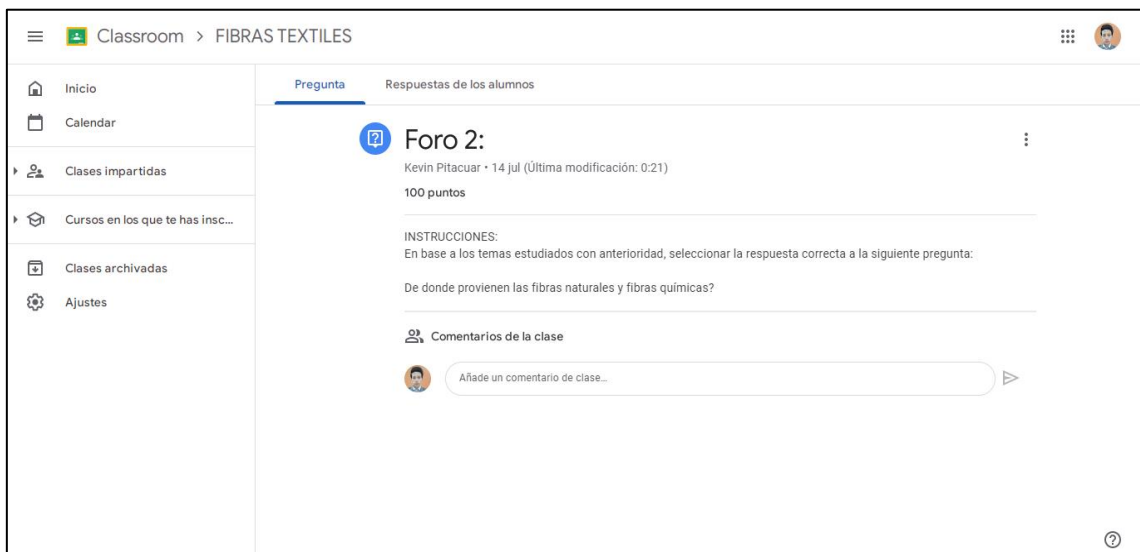 Classroom > FIBRAS TEXTILES
Inicio
Calendar
Clases impartidas
Cursos en los que te has insc...
Clases archivadas
Ajustes
Pregunta
Respuestas de los alumnos
Foro 2:
Kevin Pitacuar • 14 jul (Última modificación: 0:21)
100 puntos
INSTRUCCIONES:
En base a los temas estudiados con anterioridad, seleccionar la respuesta correcta a la siguiente pregunta:
De donde provienen las fibras naturales y fibras químicas?
Comentarios de la clase
Añade un comentario de clase...